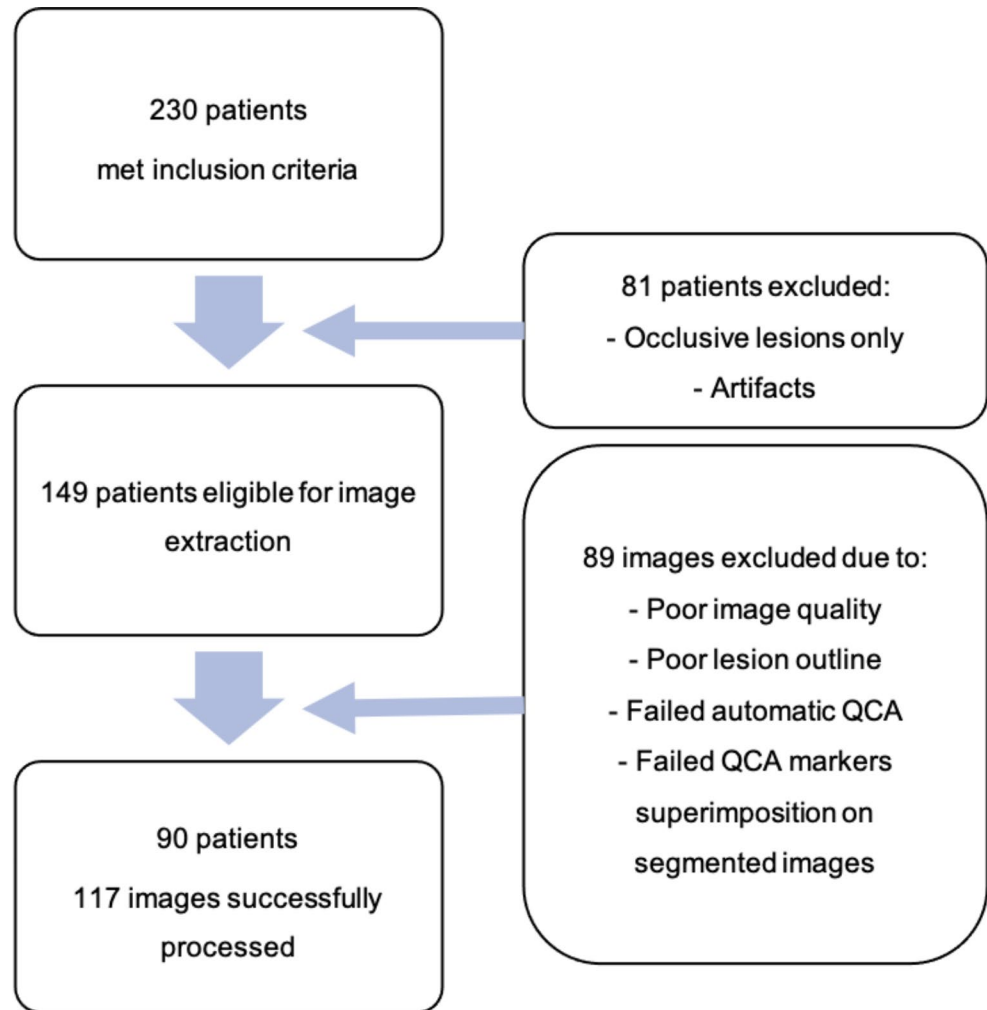 230 patients
met inclusion criteria
81 patients excluded:
- Occlusive lesions only
- Artifacts
149 patients eligible for image
extraction
89 images excluded due to:
- Poor image quality
- Poor lesion outline
- Failed automatic QCA
- Failed QCA markers
superimposition on
segmented images
90 patients
117 images successfully
processed